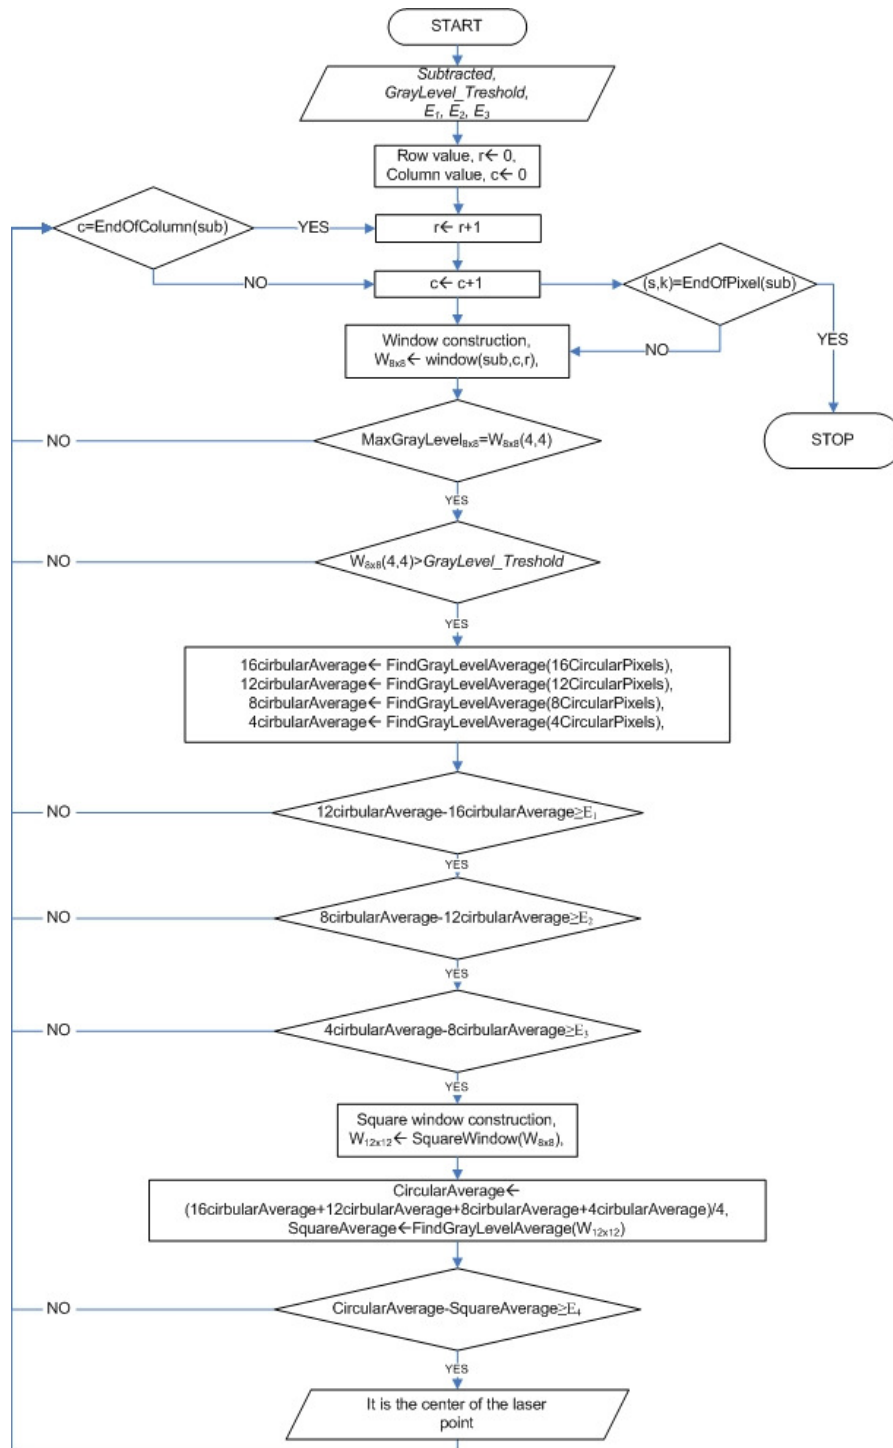 START
Subtracted,
GrayLevel_Treshold,
E₁, E₂, E₃
Row value, r← 0,
Column value, c← 0
c=EndOfColumn(sub)
YES
r← r+1
NO
c← c+1
(s,k)=EndOfPixel(sub)
Window construction,
W₈ₓ₈← window(sub,c,r),
NO
YES
STOP
NO
MaxGrayLevel₈ₓ₈=W₈ₓ₈(4,4)
YES
NO
W₈ₓ₈(4,4)>GrayLevel_Treshold
YES
16cirbularAverage← FindGrayLevelAverage(16CircularPixels),
12cirbularAverage← FindGrayLevelAverage(12CircularPixels),
8cirbularAverage← FindGrayLevelAverage(8CircularPixels),
4cirbularAverage← FindGrayLevelAverage(4CircularPixels),
NO
12cirbularAverage-16cirbularAverage≥E₁
YES
NO
8cirbularAverage-12cirbularAverage≥E₂
YES
NO
4cirbularAverage-8cirbularAverage≥E₃
YES
Square window construction,
W₁₂ₓ₁₂← SquareWindow(W₈ₓ₈),
CircularAverage←
(16cirbularAverage+12cirbularAverage+8cirbularAverage+4cirbularAverage)/4,
SquareAverage←FindGrayLevelAverage(W₁₂ₓ₁₂)
NO
CircularAverage-SquareAverage≥E₄
YES
It is the center of the laser
point